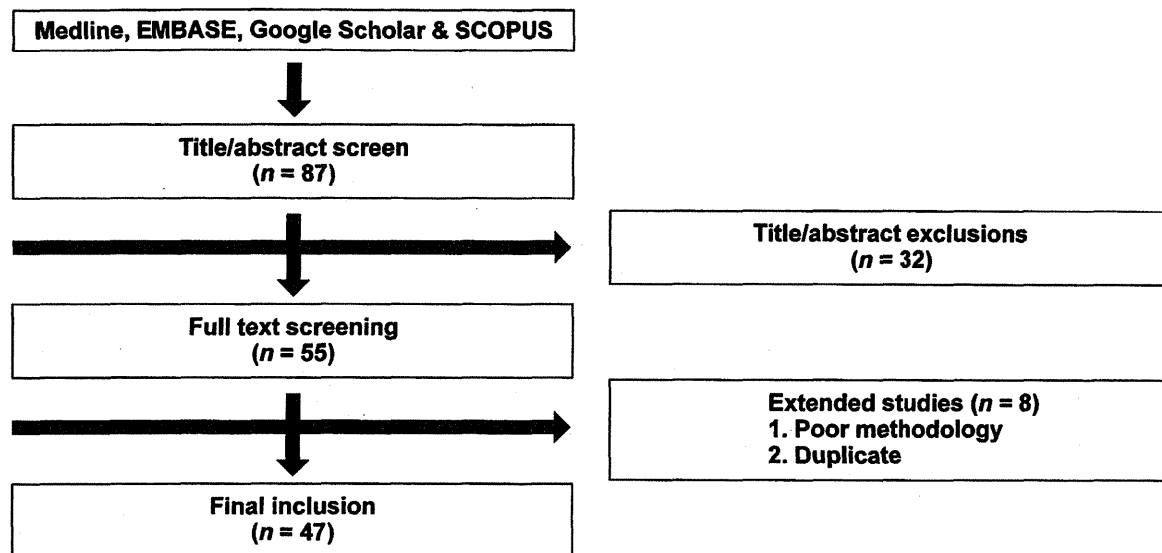 Medline, EMBASE, Google Scholar & SCOPUS
Title/abstract screen
(n = 87)
Title/abstract exclusions
(n = 32)
Full text screening
(n = 55)
Extended studies (n = 8)
1. Poor methodology
2. Duplicate
Final inclusion
(n = 47)